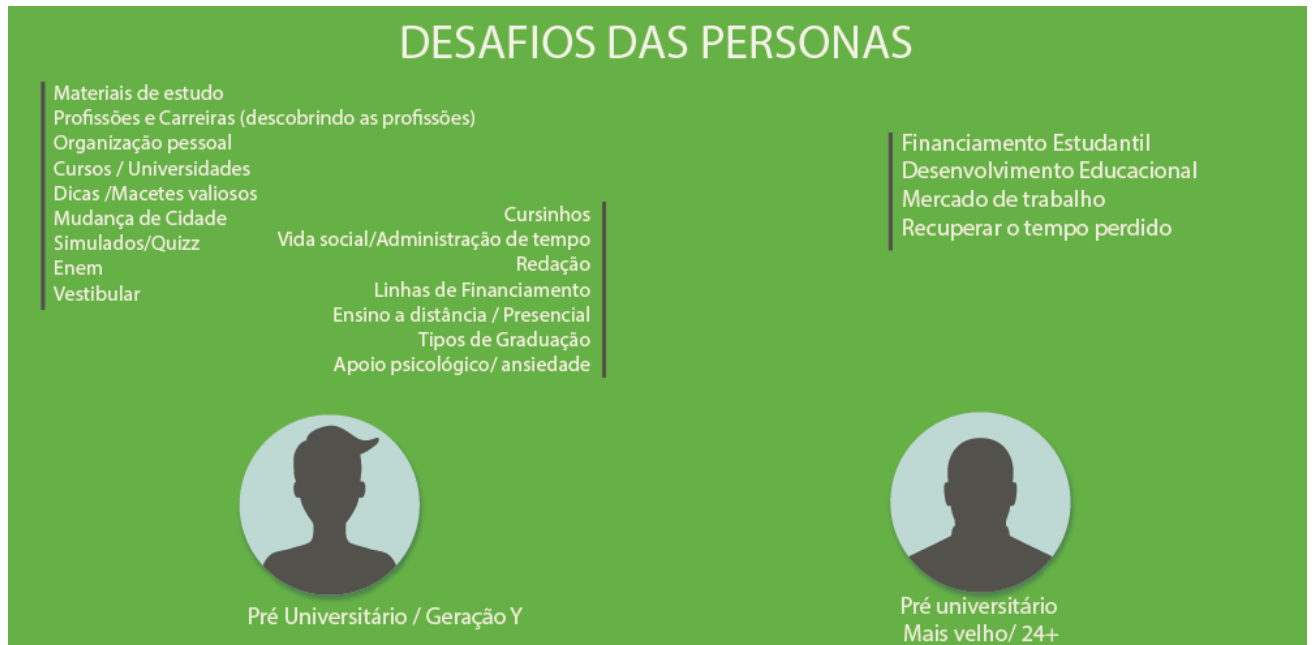 DESAFIOS DAS PERSONAS
Materiais de estudo
Profissões e Carreiras (descobrindo as profissões)
Organização pessoal
Cursos / Universidades
Dicas /Macetes valiosos
Mudança de Cidade
Simulados/Quizz
Enem
Vestibular
Cursinhos
Vida social/Administração de tempo
Redação
Linhas de Financiamento
Ensino a distância / Presencial
Tipos de Graduação
Apoio psicológico/ ansiedade
Pré Universitário / Geração Y
Financiamento Estudantil
Desenvolvimento Educacional
Mercado de trabalho
Recuperar o tempo perdido
Pré universitário
Mais velho/ 24+